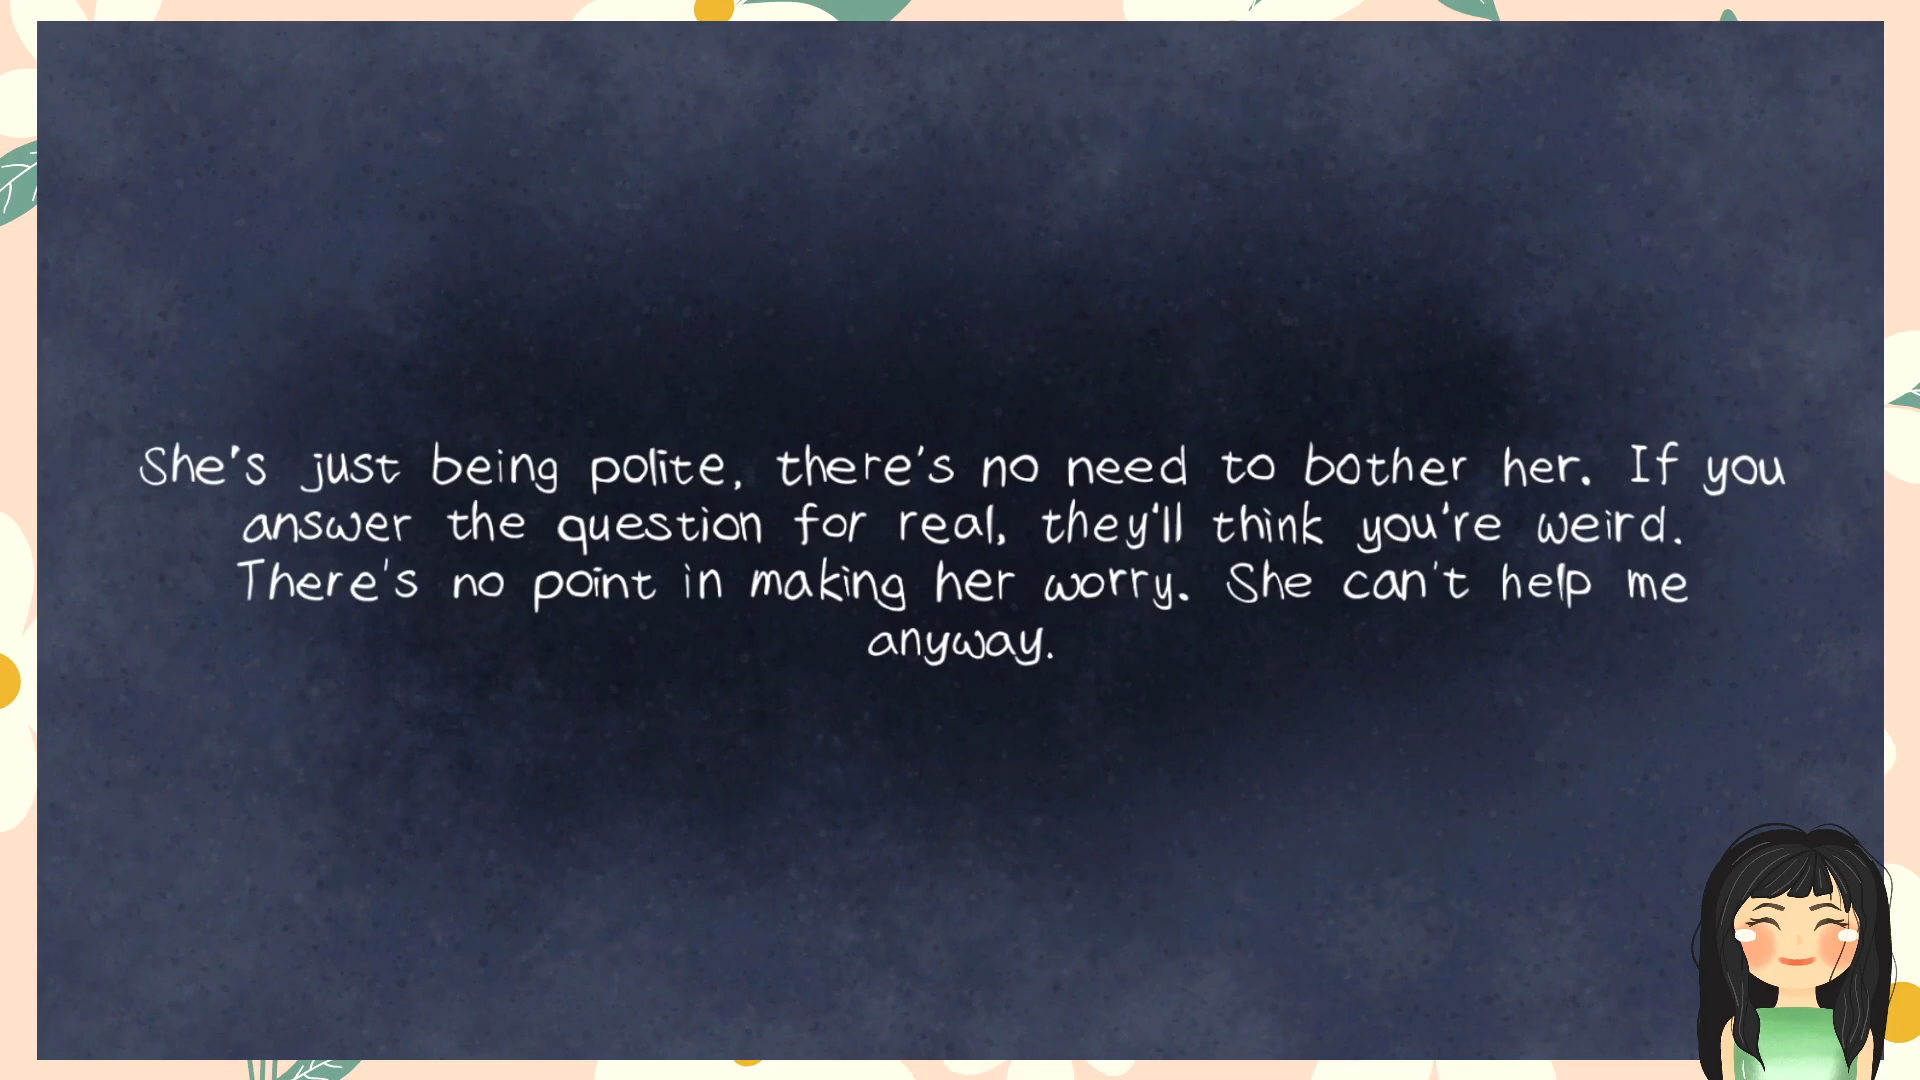 She's just being polite, there's no need to bother her. If you
answer the question for real, they'll think you're weird.
There's no point in making her worry. She can't help me
anyway.